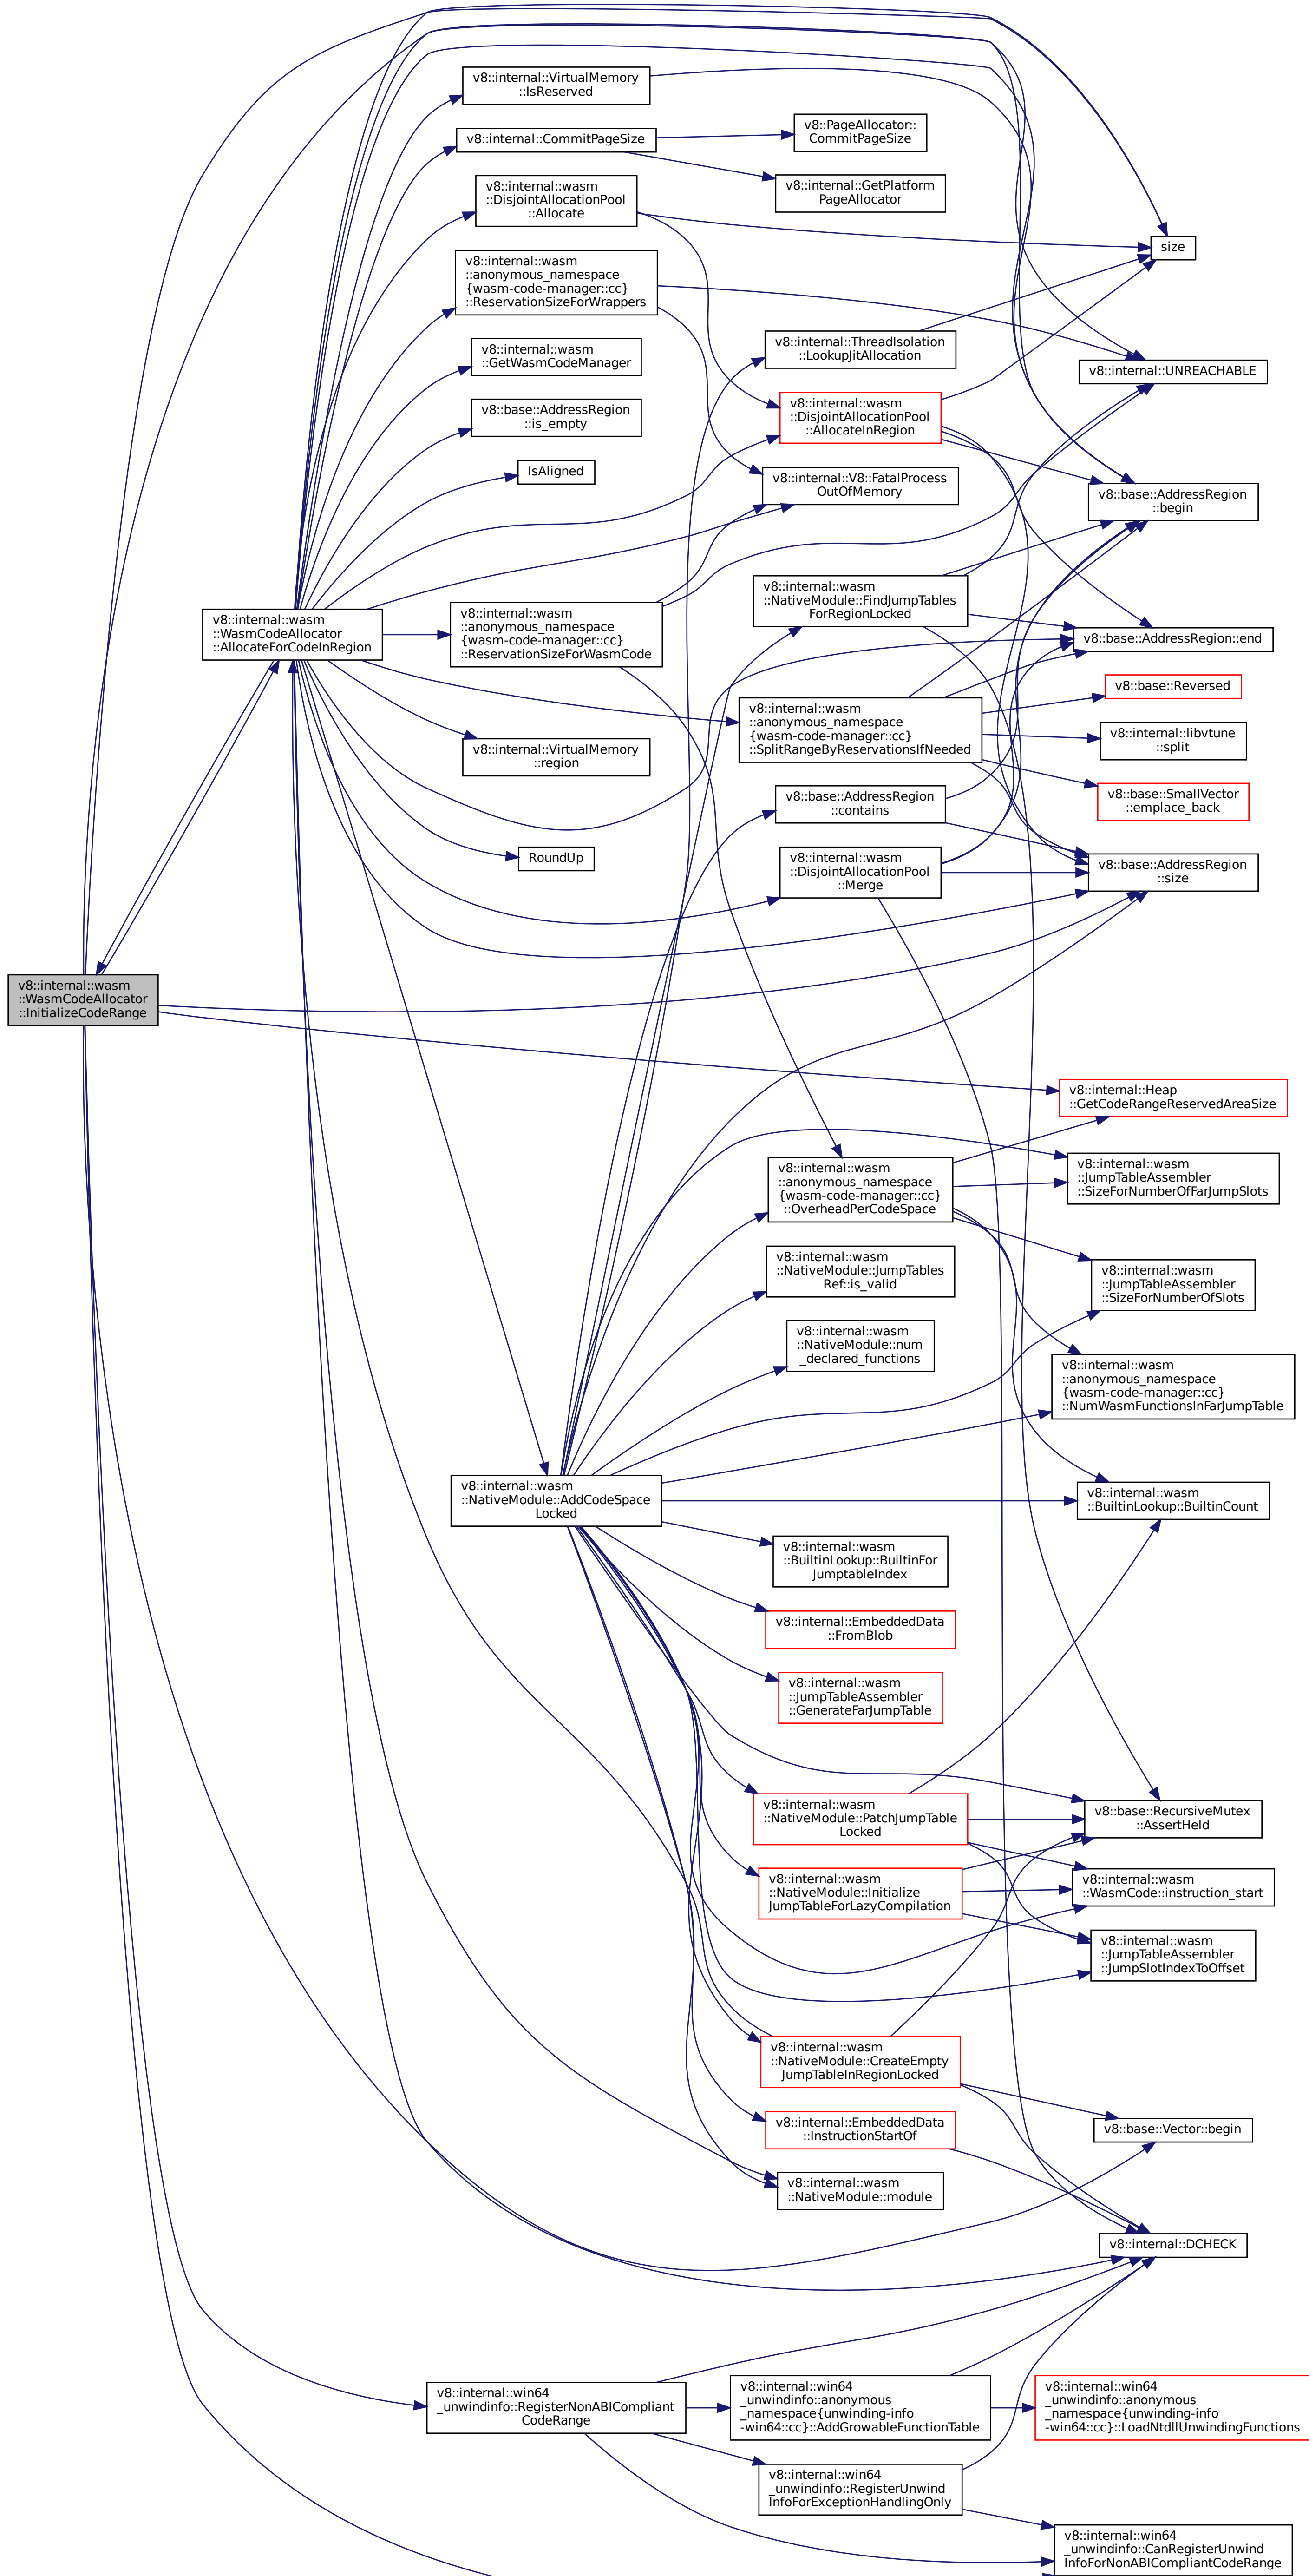 v8::internal::VirtualMemory
::IsReserved
v8::internal::CommitPageSize
v8::PageAllocator::
CommitPageSize
v8::internal::GetPlatform
PageAllocator
v8::internal::wasm
::DisjointAllocationPool
::Allocate
size
v8::internal::wasm
::anonymous_namespace
{wasm-code-manager::cc}
::ReservationSizeForWrappers
v8::internal::wasm
::GetWasmCodeManager
v8::internal::ThreadIsolation
::LookupJitAllocation
v8::internal::UNREACHABLE
v8::base::AddressRegion
::is_empty
v8::internal::wasm
::DisjointAllocationPool
::AllocateInRegion
IsAligned
v8::internal::V8::FatalProcess
OutOfMemory
v8::base::AddressRegion
::begin
v8::internal::wasm
::WasmCodeAllocator
::AllocateForCodeInRegion
v8::internal::wasm
::anonymous_namespace
{wasm-code-manager::cc}
::ReservationSizeForWasmCode
v8::internal::wasm
::NativeModule::FindJumpTables
ForRegionLocked
v8::base::AddressRegion::end
v8::internal::wasm
::anonymous_namespace
{wasm-code-manager::cc}
::SplitRangeByReservationsIfNeeded
v8::base::Reversed
v8::internal::VirtualMemory
::region
v8::internal::libvtune
::split
v8::base::SmallVector
::emplace_back
v8::base::AddressRegion
::contains
RoundUp
v8::internal::wasm
::DisjointAllocationPool
::Merge
v8::base::AddressRegion
::size
v8::internal::wasm
::WasmCodeAllocator
::InitializeCodeRange
v8::internal::Heap
::GetCodeRangeReservedAreaSize
v8::internal::wasm
::anonymous_namespace
{wasm-code-manager::cc}
::OverheadPerCodeSpace
v8::internal::wasm
::JumpTableAssembler
::SizeForNumberOfFarJumpSlots
v8::internal::wasm
::NativeModule::JumpTables
Ref::is_valid
v8::internal::wasm
::JumpTableAssembler
::SizeForNumberOfSlots
v8::internal::wasm
::NativeModule::num
_declared_functions
v8::internal::wasm
::anonymous_namespace
{wasm-code-manager::cc}
::NumWasmFunctionsInFarJumpTable
v8::internal::wasm
::NativeModule::AddCodeSpace
Locked
v8::internal::wasm
::BuiltinLookup::BuiltinCount
v8::internal::wasm
::BuiltinLookup::BuiltinFor
JumptableIndex
v8::internal::EmbeddedData
::FromBlob
v8::internal::wasm
::JumpTableAssembler
::GenerateFarJumpTable
v8::internal::wasm
::NativeModule::PatchJumpTable
Locked
v8::base::RecursiveMutex
::AssertHeld
v8::internal::wasm
::NativeModule::Initialize
JumpTableForLazyCompilation
v8::internal::wasm
::WasmCode::instruction_start
v8::internal::wasm
::JumpTableAssembler
::JumpSlotIndexToOffset
v8::internal::wasm
::NativeModule::CreateEmpty
JumpTableInRegionLocked
v8::internal::EmbeddedData
::InstructionStartOf
v8::base::Vector::begin
v8::internal::wasm
::NativeModule::module
v8::internal::DCHECK
v8::internal::win64
_unwindinfo::RegisterNonABICompliant
CodeRange
v8::internal::win64
_unwindinfo::anonymous
_namespace{unwinding-info
-win64::cc}::AddGrowableFunctionTable
v8::internal::win64
_unwindinfo::anonymous
_namespace{unwinding-info
-win64::cc}::LoadNtdllUnwindingFunctions
v8::internal::win64
_unwindinfo::RegisterUnwind
InfoForExceptionHandlingOnly
v8::internal::win64
_unwindinfo::CanRegisterUnwind
InfoForNonABICompliantCodeRange